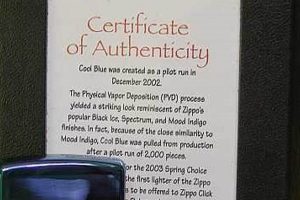 Certificate
of Authenticity
Cool Blue was created as a pilot run in
December 2002.
The Physical Vapor Deposition (PVD) process
yielded a striking look reminiscent of Zippo's
popular Black Ice, Spectrum, and Mood Indigo
finishes. In fact, because of the close similarity to
Mood Indigo, Cool Blue was pulled from production
after a pilot run of 2,000 pieces.
for the 2003 Spring Choice
the first lighter of the Zippo
to be offered to Zippo Click